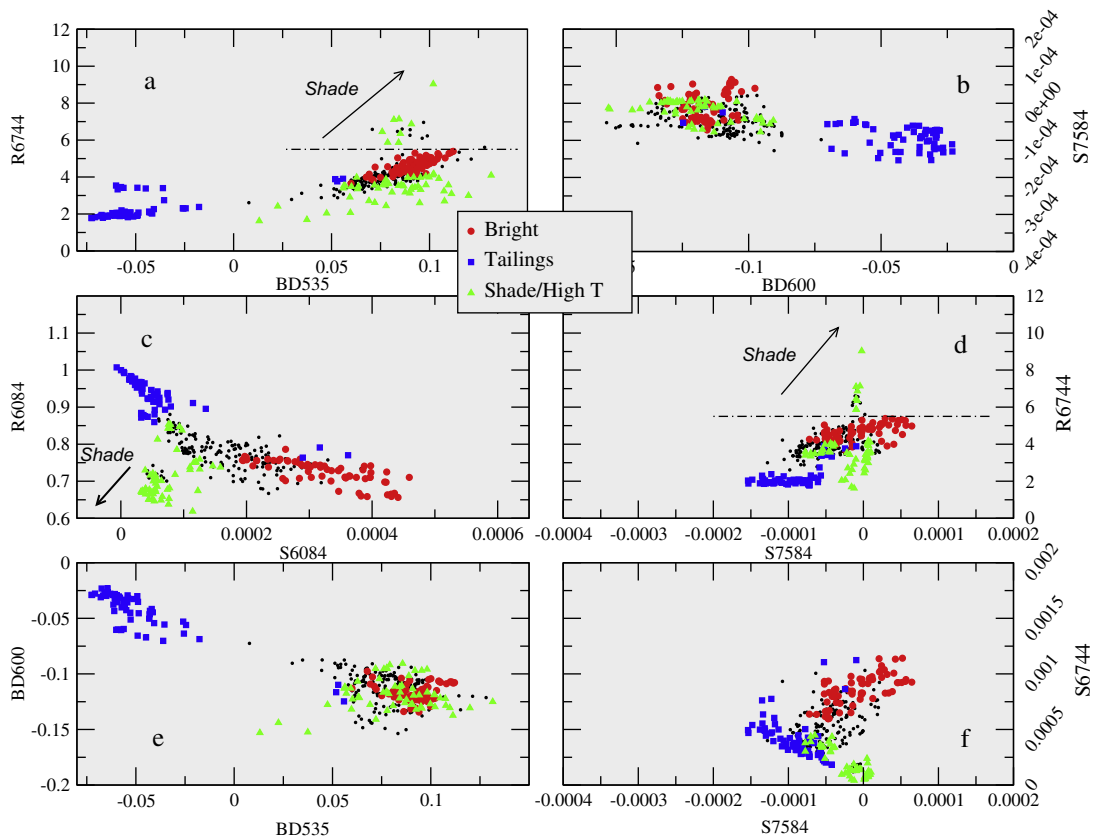 12
10
8
6
4
2
0
R6744
a
Shade
-0.05
0
0.05
0.1
BD535
b
2e-04
1e-04
0e+00
-1e-04
-2e-04
-3e-04
-4e-04
S7584
5
-0.1
-0.05
0
BD600
Bright
Tailings
Shade/High T
1.1
1
0.9
0.8
0.7
0.6
R6084
c
Shade
0
0.0002
0.0004
0.0006
S6084
d
Shade
12
10
8
6
4
2
0
R6744
-0.0004
-0.0003
-0.0002
-0.0001
0
0.0001
0.0002
S7584
0
-0.05
-0.1
-0.15
-0.2
BD600
e
-0.05
0
0.05
0.1
BD535
f
0.002
0.0015
0.001
0.0005
0
S6744
-0.0004
-0.0003
-0.0002
-0.0001
0
0.0001
0.0002
S7584